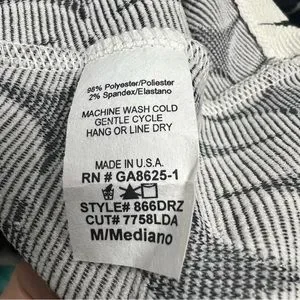 98% Polyester/Poliester
2% Spandex/Elastano
MACHINE WASH COLD
GENTLE CYCLE
HANG OR LINE DRY
MADE IN U.S.A.
RN # GA8625-1
STYLE# 866DRZ
CUT# 7758LDA
M/Mediano